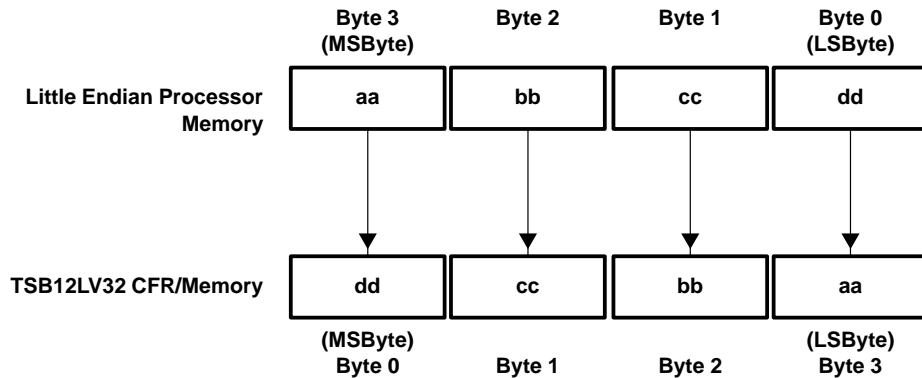 Byte 3 Byte 2 Byte 1 Byte 0
(MSByte) (LSByte)
Little Endian Processor aa bb cc dd
Memory
TSB12LV32 CFR/Memory dd cc bb aa
(MSByte) (LSByte)
Byte 0 Byte 1 Byte 2 Byte 3